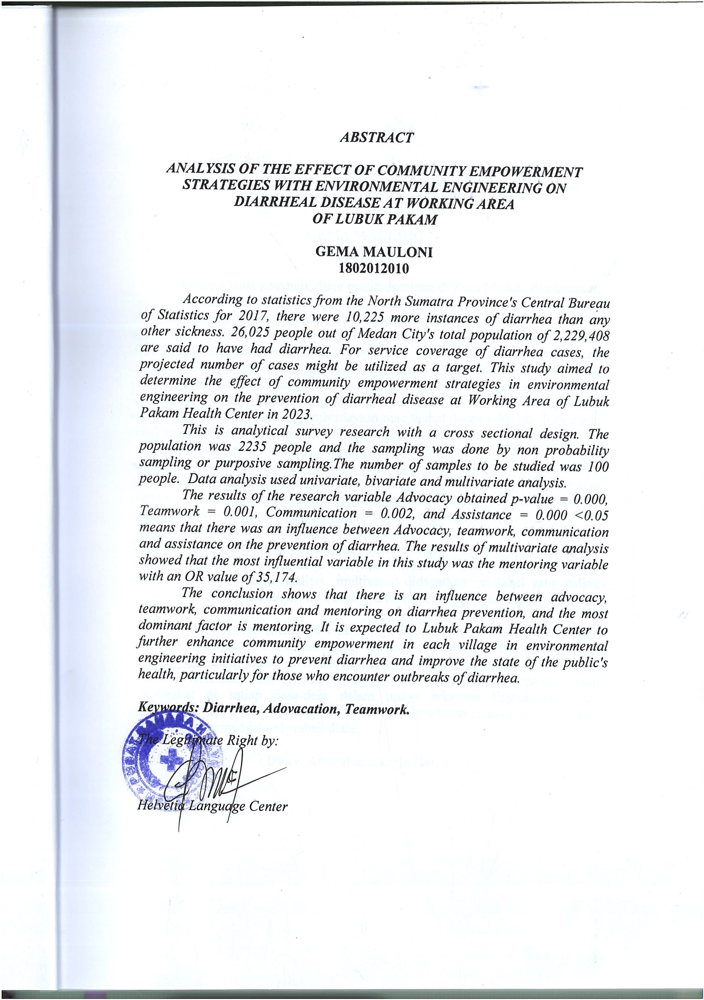 ABSTRACT
ANALYSIS OF THE EFFECT OF COMMUNITY EMPOWERMENT
STRATEGIES WITH ENVIRONMENTAL ENGINEERING ON
DIARRHEAL DISEASE AT WORKING AREA
OF LUBUK PAKAM
GEMA MAULONI
1802012010
According to statistics from the North Sumatra Province's Central Bureau
of Statistics for 2017, there were 10,225 more instances of diarrhea than any
other sickness. 26,025 people out of Medan City's total population of 2,229,408
are said to have had diarrhea. For service coverage of diarrhea cases, the
projected number of cases might be utilized as a target. This study aimed to
determine the effect of community empowerment strategies in environmental
engineering on the prevention of diarrheal disease at Working Area of Lubuk
Pakam Health Center in 2023.
This is analytical survey research with a cross sectional design. The
population was 2235 people and the sampling was done by non probability
sampling or purposive sampling.The number of samples to be studied was 100
people. Data analysis used univariate, bivariate and multivariate analysis.
The results of the research variable Advocacy obtained p-value = 0.000,
Teamwork = 0.001, Communication = 0.002, and Assistance = 0.000 <0.05
means that there was an influence between Advocacy, teamwork, communication
and assistance on the prevention of diarrhea. The results of multivariate analysis
showed that the most influential variable in this study was the mentoring variable
with an OR value of 35,174.
The conclusion shows that there is an influence between advocacy,
teamwork, communication and mentoring on diarrhea prevention, and the most
dominant factor is mentoring. It is expected to Lubuk Pakam Health Center to
further enhance community empowerment in each village in environmental
engineering initiatives to prevent diarrhea and improve the state of the public's
health, particularly for those who encounter outbreaks of diarrhea.
Keywords: Diarrhea, Adovacation, Teamwork.
The Legitimate Right by:
Helvetia Language Center